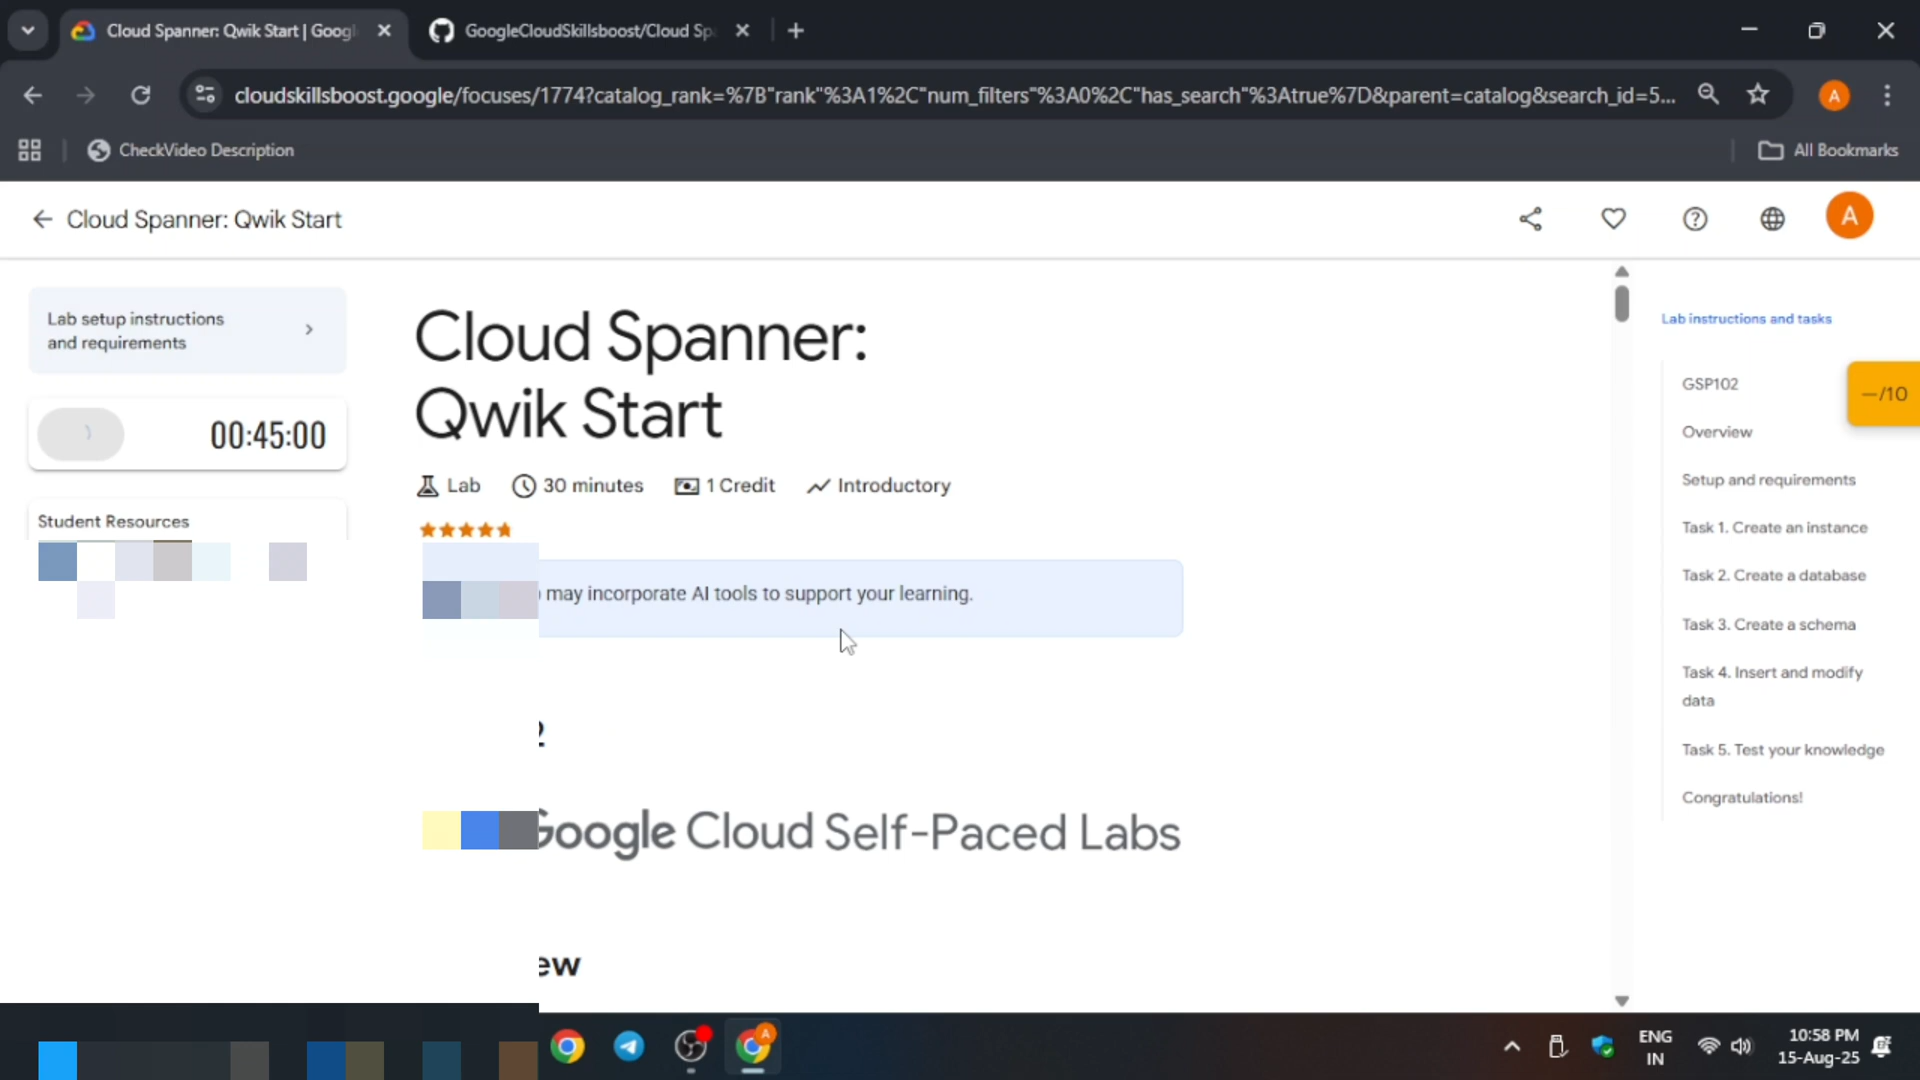 Cloud Spanner: Qwik Start | Googl
GoogleCloudSkillsboost/Cloud Sp
cloudskillsboost.google/focuses/1774?catalog_rank=%7B"rank"%3A1%2C"num_filters"%3A0%2C"has_search"%3Atrue%7D&parent=catalog&search_id=5...
A
CheckVideo Description
All Bookmarks
Cloud Spanner: Qwik Start
A
Lab setup instructions
and requirements
00:45:00
Student Resources
Cloud Spanner:
Qwik Start
Lab
30 minutes
1 Credit
Introductory
may incorporate AI tools to support your learning.
Google Cloud Self-Paced Labs
Lab instructions and tasks
GSP102
—/10
Overview
Setup and requirements
Task 1. Create an instance
Task 2. Create a database
Task 3. Create a schema
Task 4. Insert and modify
data
Task 5. Test your knowledge
Congratulations!
A
ENG
IN
10:58 PM
15-Aug-25